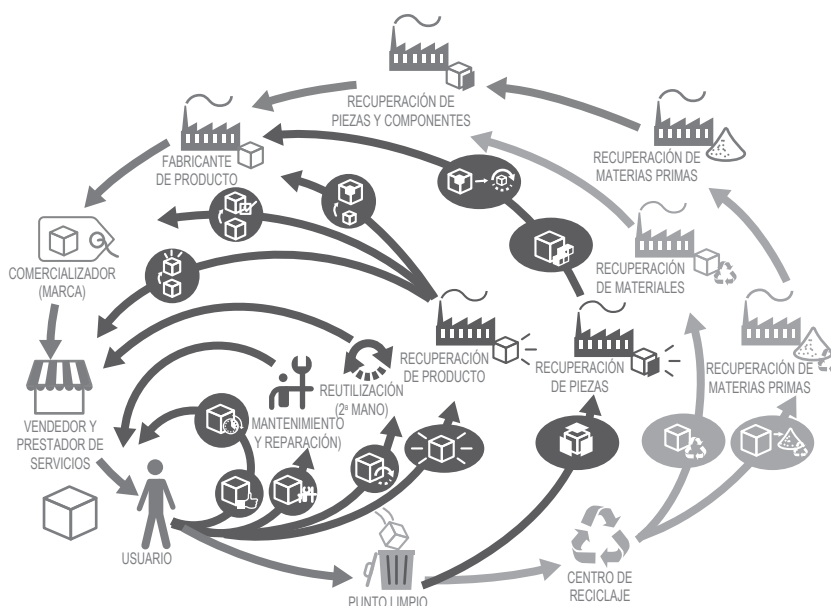 RECUPERACIÓN DE
PIEZAS Y COMPONENTES
RECUPERACIÓN DE
MATERIAS PRIMAS
FABRICANTE
DE PRODUCTO
COMERCIALIZADOR
(MARCA)
RECUPERACIÓN
DE MATERIALES
RECUPERACIÓN
DE PRODUCTO
RECUPERACIÓN
DE PIEZAS
RECUPERACIÓN DE
MATERIAS PRIMAS
REUTILIZACIÓN
(2ª MANO)
MANTENIMIENTO
Y REPARACIÓN)
VENDEDOR Y
PRESTADOR DE
SERVICIOS
USUARIO
PUNTO LIMPIO
CENTRO DE
RECICLAJE